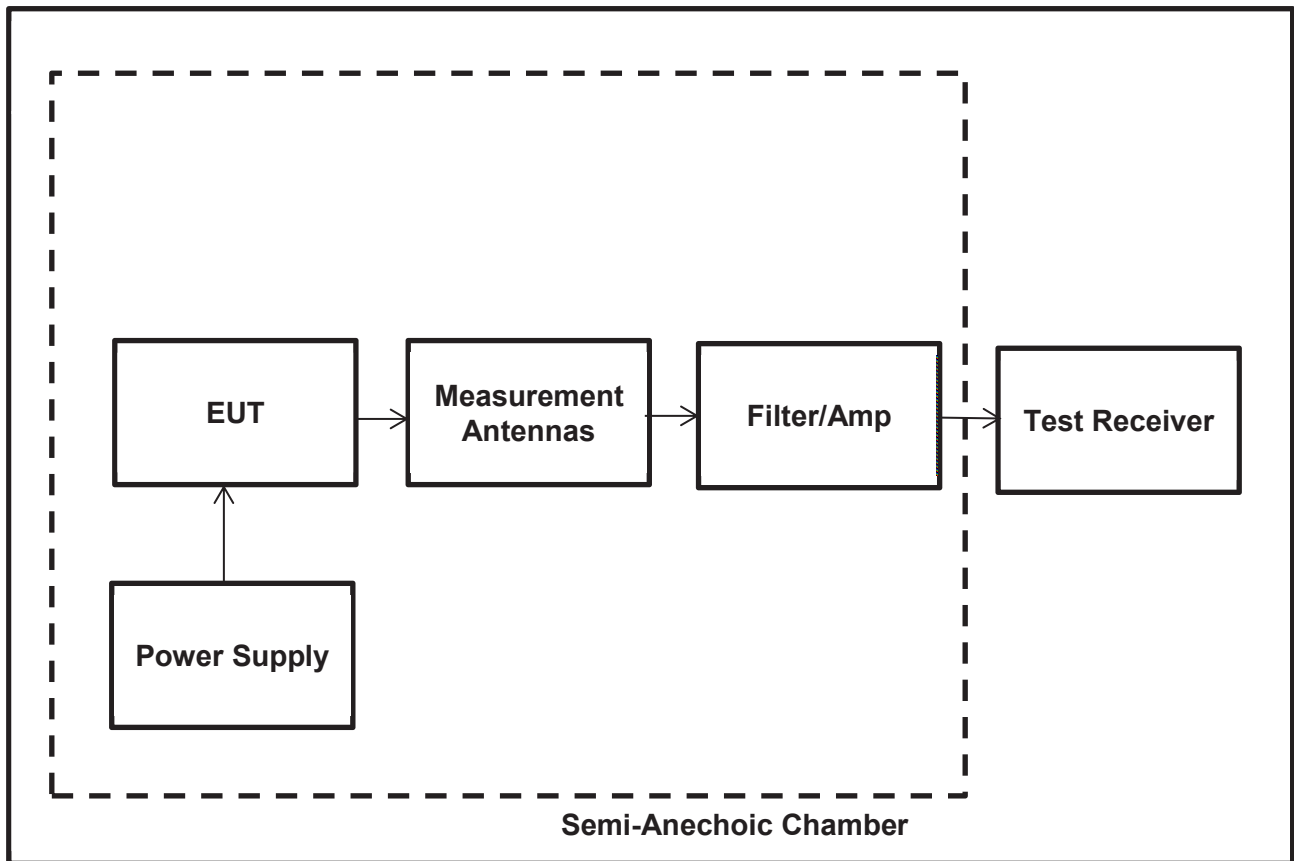 EUT
Measurement
Antennas
Filter/Amp
Test Receiver
Power Supply
Semi-Anechoic Chamber